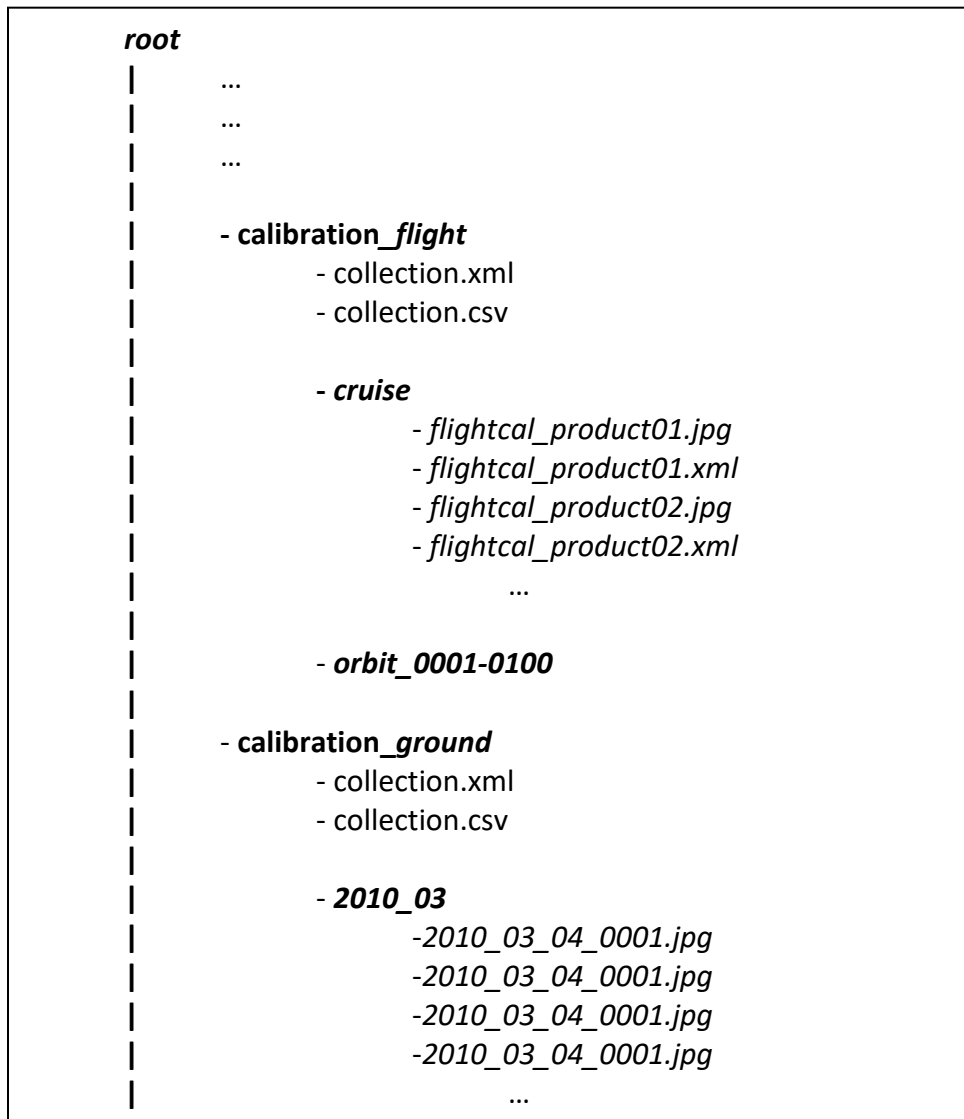 root
| ...
| ...
| ...
|
| - calibration_flight
| - collection.xml
| - collection.csv
|
| - cruise
| - flightcal_product01.jpg
| - flightcal_product01.xml
| - flightcal_product02.jpg
| - flightcal_product02.xml
| ...
|
| - orbit_0001-0100
|
| - calibration_ground
| - collection.xml
| - collection.csv
|
| - 2010_03
| -2010_03_04_0001.jpg
| -2010_03_04_0001.jpg
| -2010_03_04_0001.jpg
| -2010_03_04_0001.jpg
| ...